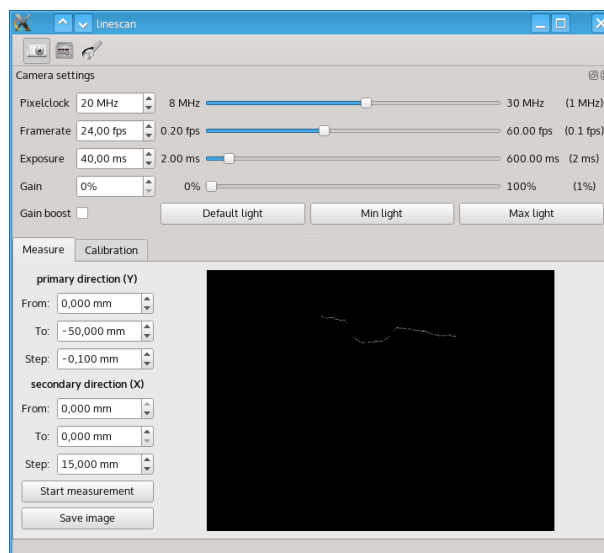 linescan
Camera settings
Pixelclock 20 MHz 8 MHz 30 MHz (1 MHz)
Framerate 24,00 fps 0.20 fps 60.00 fps (0.1 fps)
Exposure 40,00 ms 2.00 ms 600.00 ms (2 ms)
Gain 0% 0% 100% (1%)
Gain boost Default light Min light Max light
Measure Calibration
primary direction (Y)
From: 0,000 mm
To: -50,000 mm
Step: -0,100 mm
secondary direction (X)
From: 0,000 mm
To: 0,000 mm
Step: 15,000 mm
Start measurement
Save image